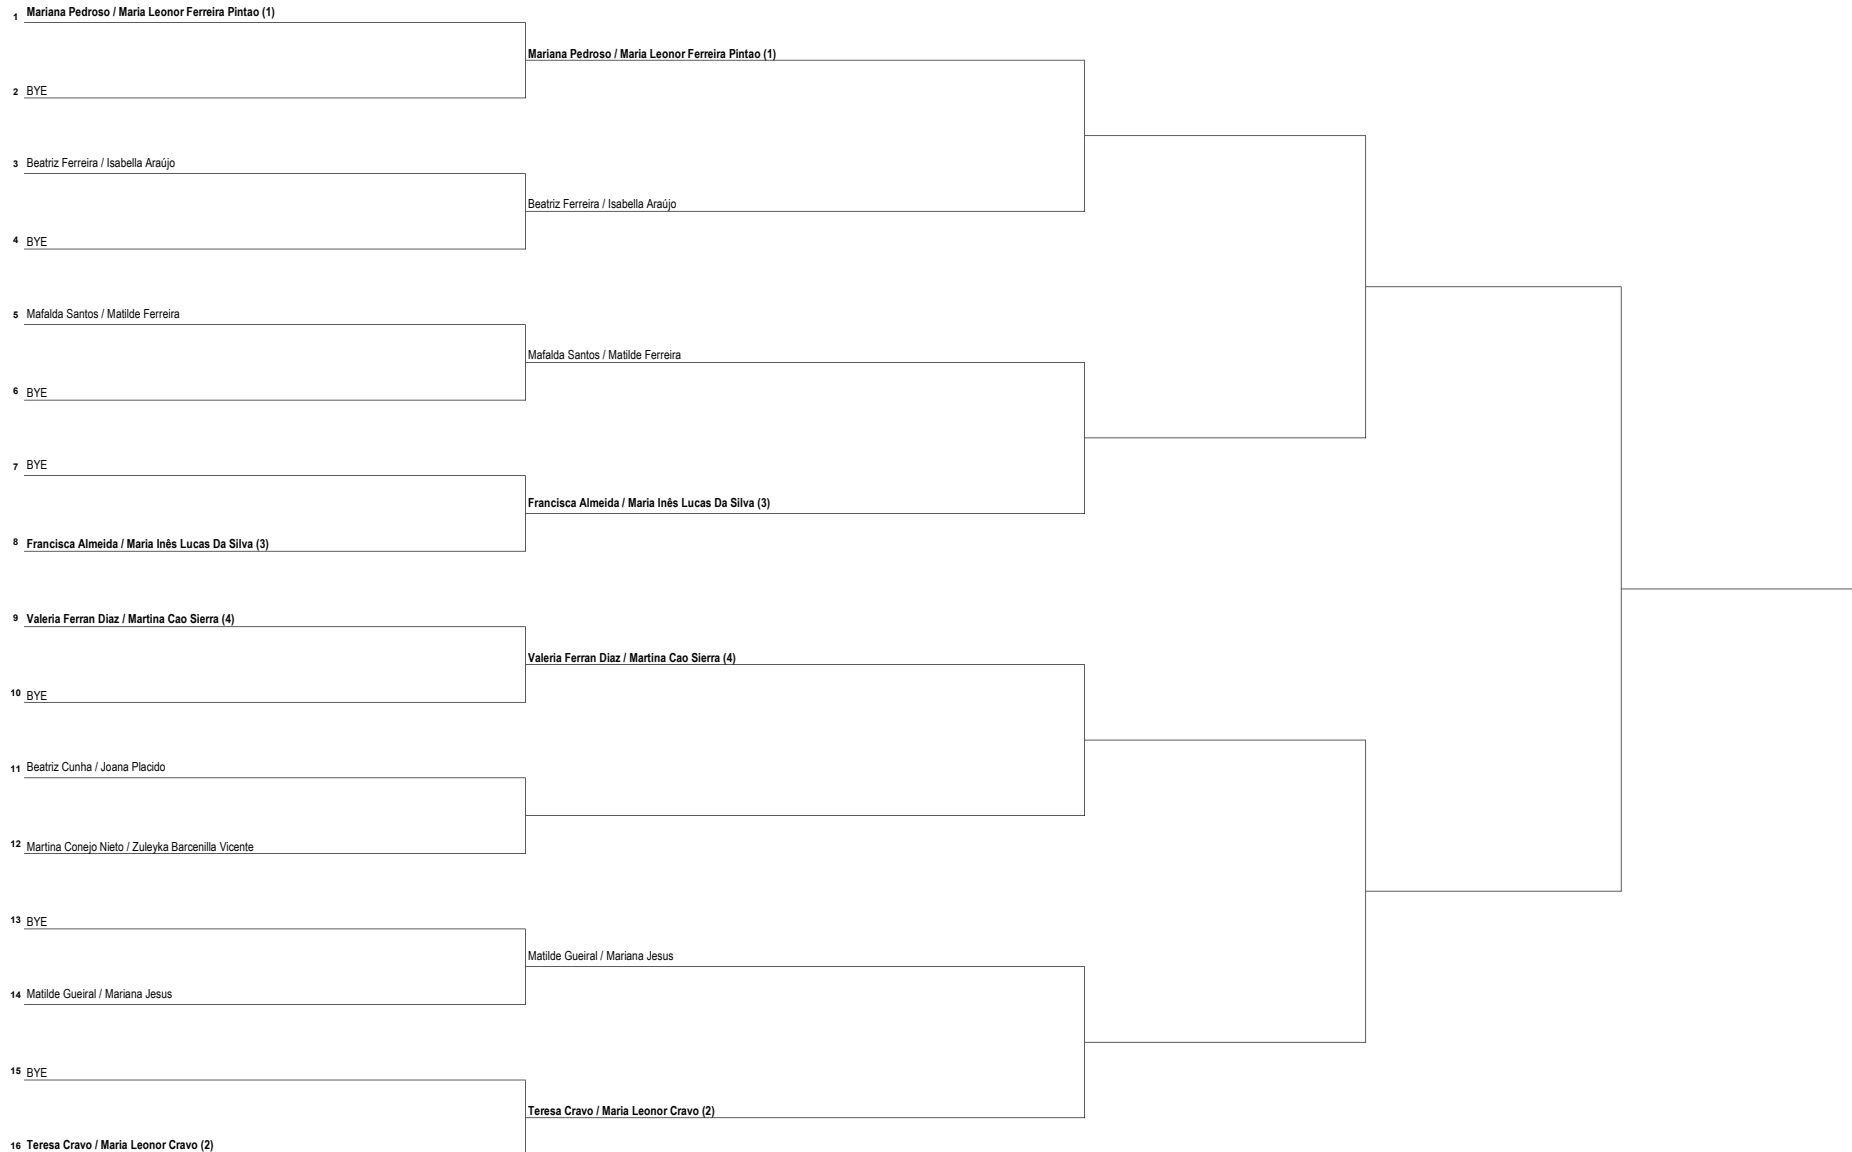 1 Mariana Pedroso / Maria Leonor Ferreira Pintao (1)
Mariana Pedroso / Maria Leonor Ferreira Pintao (1)
2 BYE
3 Beatriz Ferreira / Isabella Araújo
Beatriz Ferreira / Isabella Araújo
4 BYE
5 Mafalda Santos / Matilde Ferreira
Mafalda Santos / Matilde Ferreira
6 BYE
7 BYE
Francisca Almeida / Maria Inês Lucas Da Silva (3)
8 Francisca Almeida / Maria Inês Lucas Da Silva (3)
9 Valeria Ferran Diaz / Martina Cao Sierra (4)
Valeria Ferran Diaz / Martina Cao Sierra (4)
10 BYE
11 Beatriz Cunha / Joana Placido
12 Martina Conejo Nieto / Zuleyka Barcenilla Vicente
13 BYE
Matilde Gueiral / Mariana Jesus
14 Matilde Gueiral / Mariana Jesus
15 BYE
Teresa Cravo / Maria Leonor Cravo (2)
16 Teresa Cravo / Maria Leonor Cravo (2)